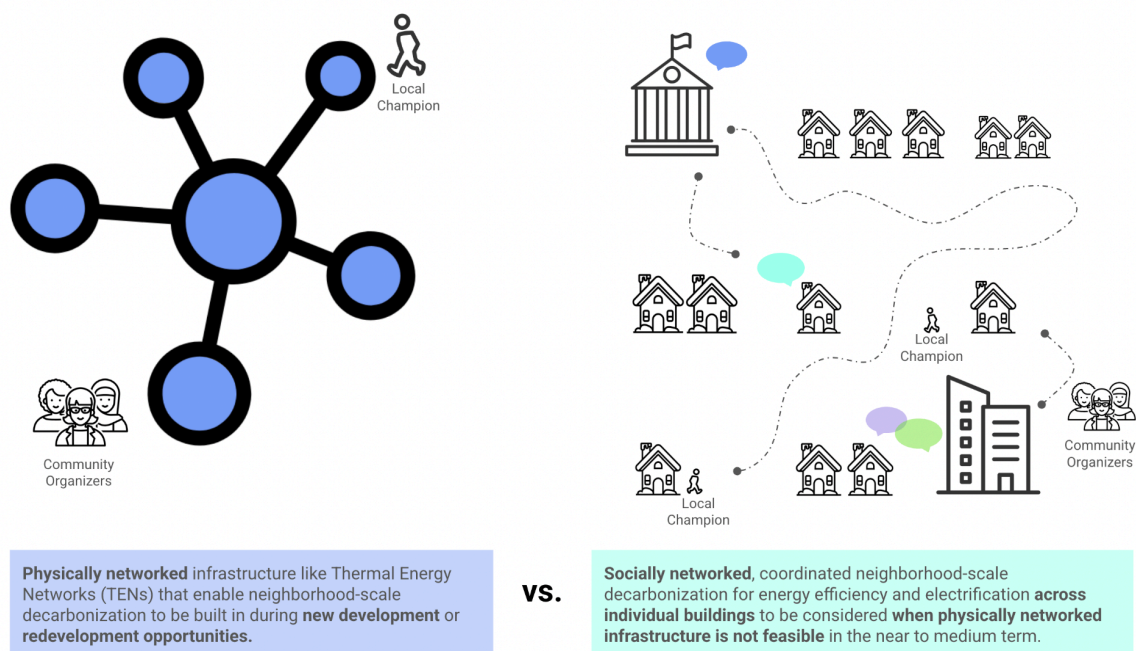 Local
Champion
Community
Organizers
Local
Champion
Community
Organizers
Local
Champion
Physically networked infrastructure like Thermal Energy
Networks (TENs) that enable neighborhood-scale
decarbonization to be built in during new development or
redevelopment opportunities.
vs.
Socially networked, coordinated neighborhood-scale
decarbonization for energy efficiency and electrification across
individual buildings to be considered when physically networked
infrastructure is not feasible in the near to medium term.